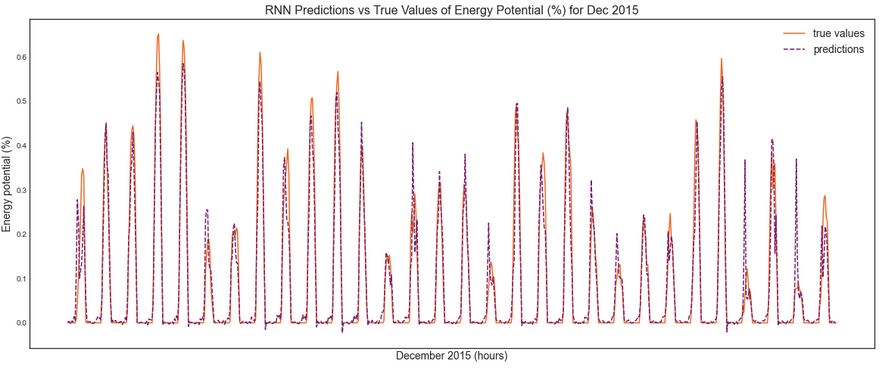 RNN Predictions vs True Values of Energy Potential (%) for Dec 2015
true values
predictions
Energy potential (%)
0.6
0.5
0.4
0.3
0.2
0.1
0.0
December 2015 (hours)